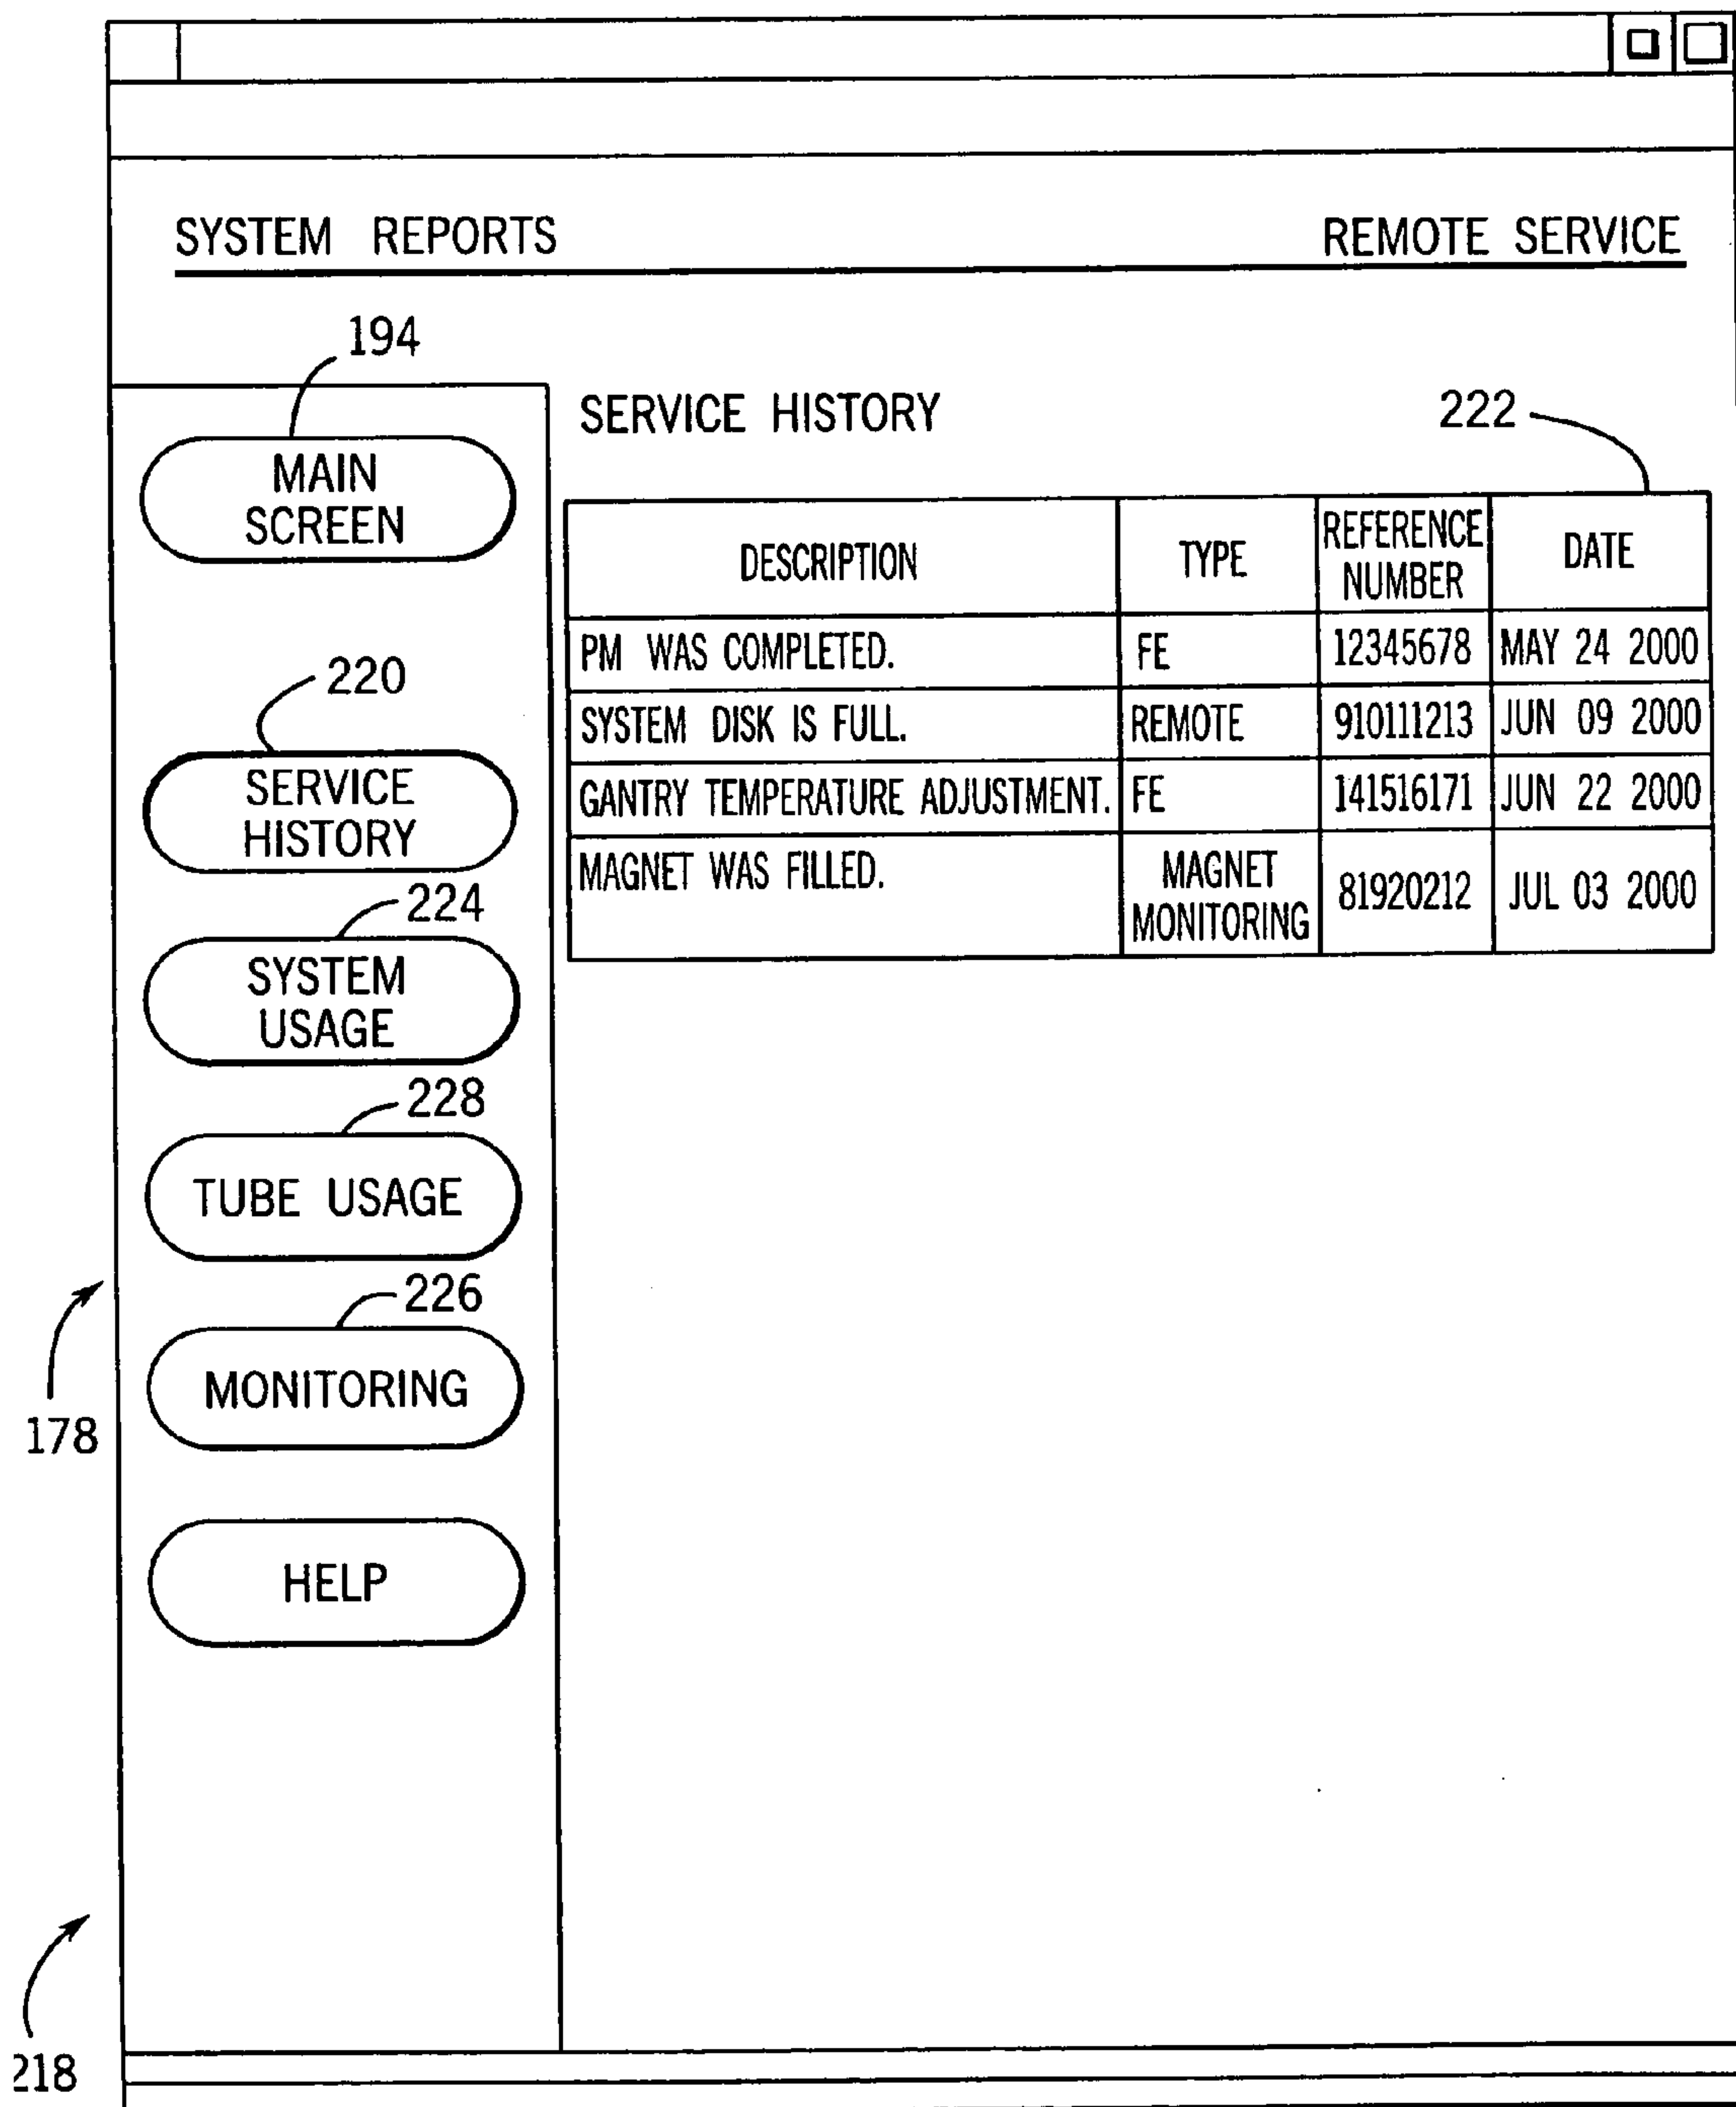 SYSTEM REPORTS REMOTE SERVICE
194
MAIN
SCREEN
220
SERVICE
HISTORY
224
SYSTEM
USAGE
228
TUBE USAGE
226
MONITORING
HELP
178
218
SERVICE HISTORY
222
DESCRIPTION TYPE REFERENCE NUMBER DATE
PM WAS COMPLETED. FE 12345678 MAY 24 2000
SYSTEM DISK IS FULL. REMOTE 910111213 JUN 09 2000
GANTRY TEMPERATURE ADJUSTMENT. FE 141516171 JUN 22 2000
MAGNET WAS FILLED. MAGNET MONITORING 81920212 JUL 03 2000